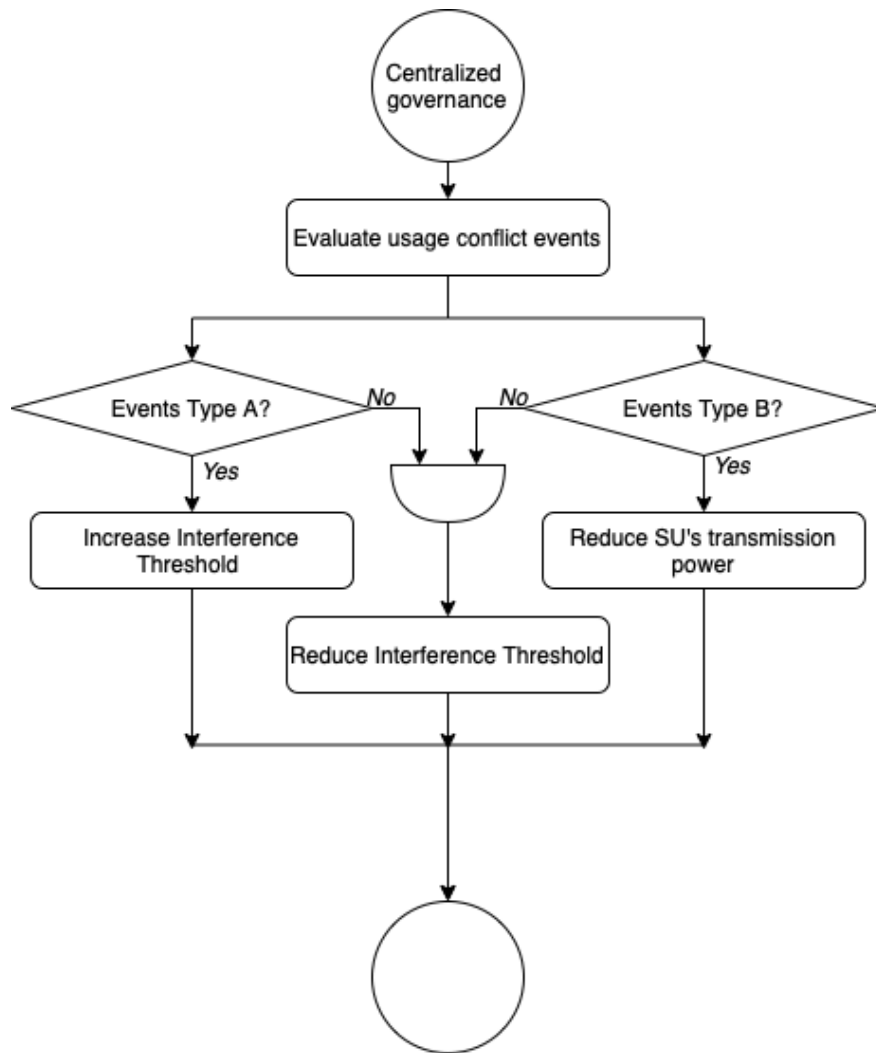 Centralized
governance
Evaluate usage conflict events
Events Type A?
No
No
Events Type B?
Yes
Yes
Increase Interference
Threshold
Reduce SU's transmission
power
Reduce Interference Threshold